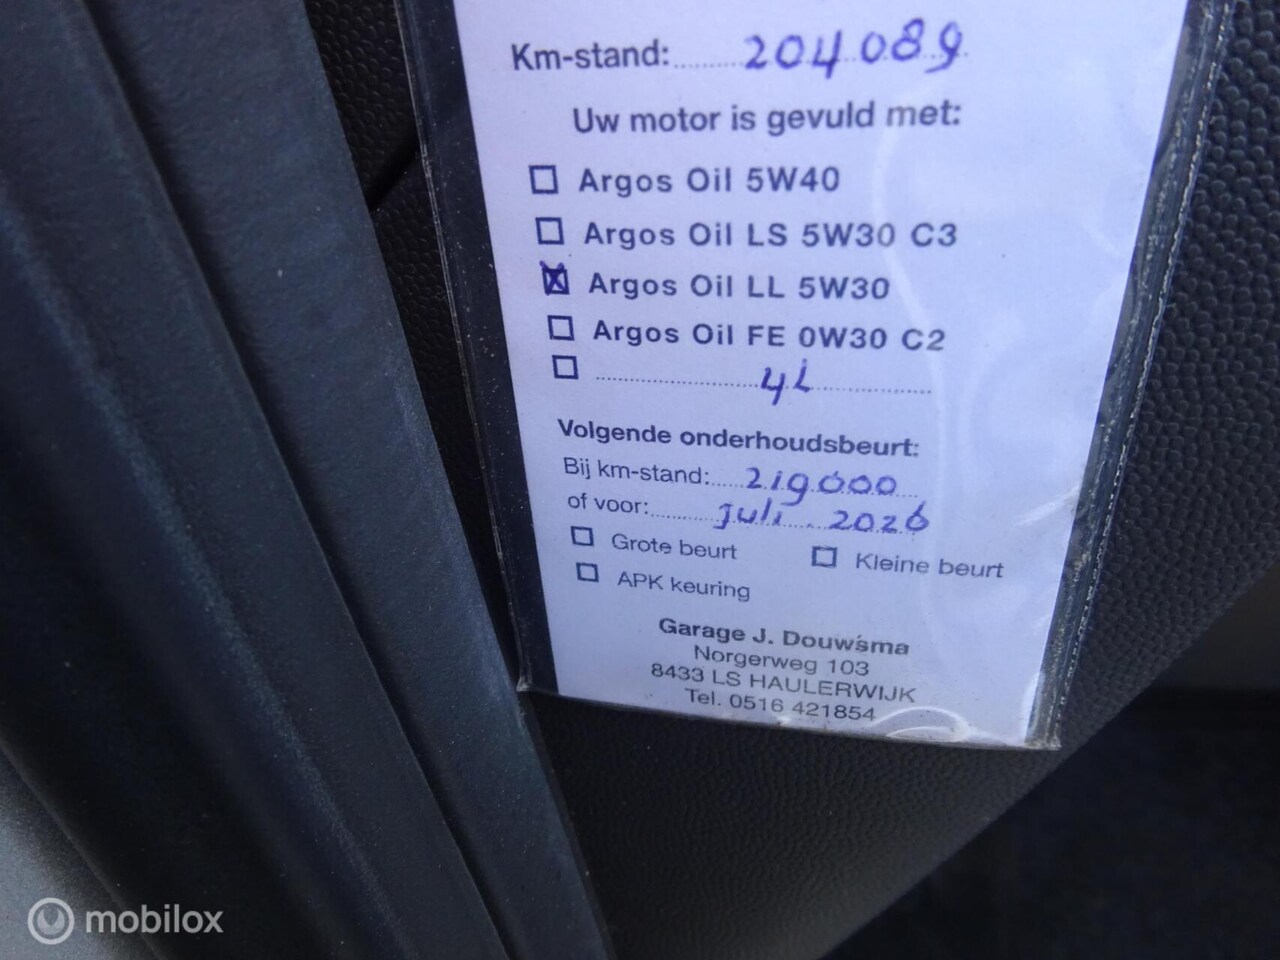 Km-stand: 204089
Uw motor is gevuld met:
Argos Oil 5W40
Argos Oil LS 5W30 C3
Argos Oil LL 5W30
Argos Oil FE 0W30 C2
4L
Volgende onderhoudsbeurt:
Bij km-stand: 219000
of voor: juli 2026
Grote beurt Kleine beurt
APK keuring
Garage J. Douwsma
Norgerweg 103
8433 LS HAULERWIJK
Tel. 0516 421854
mobilox